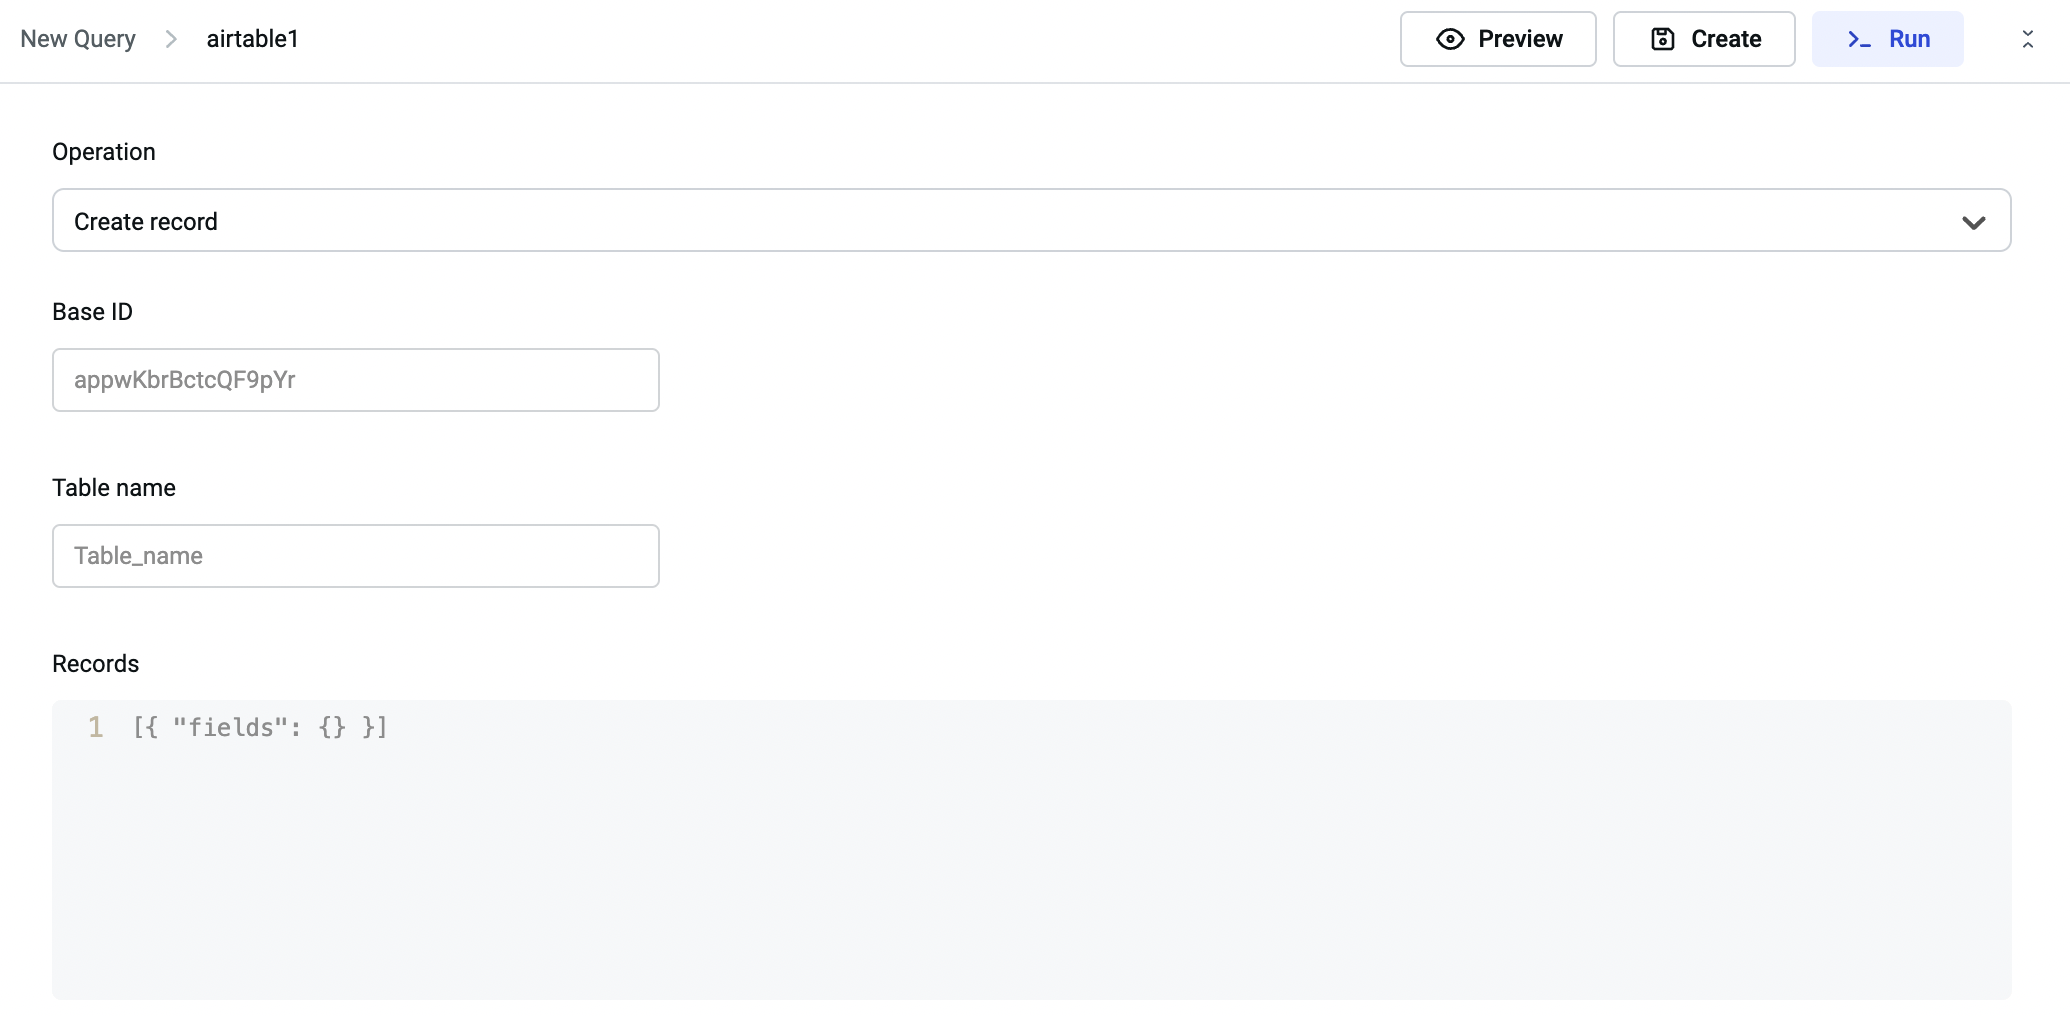 New Query > airtable1
Preview
Create
>_ Run
Operation
Create record
Base ID
appwKbrBctcQF9pYr
Table name
Table_name
Records
1 [{ "fields": {} }]